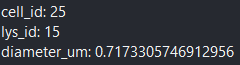 cell_id: 25
lys_id: 15
diameter_um: 0.7173305746912956